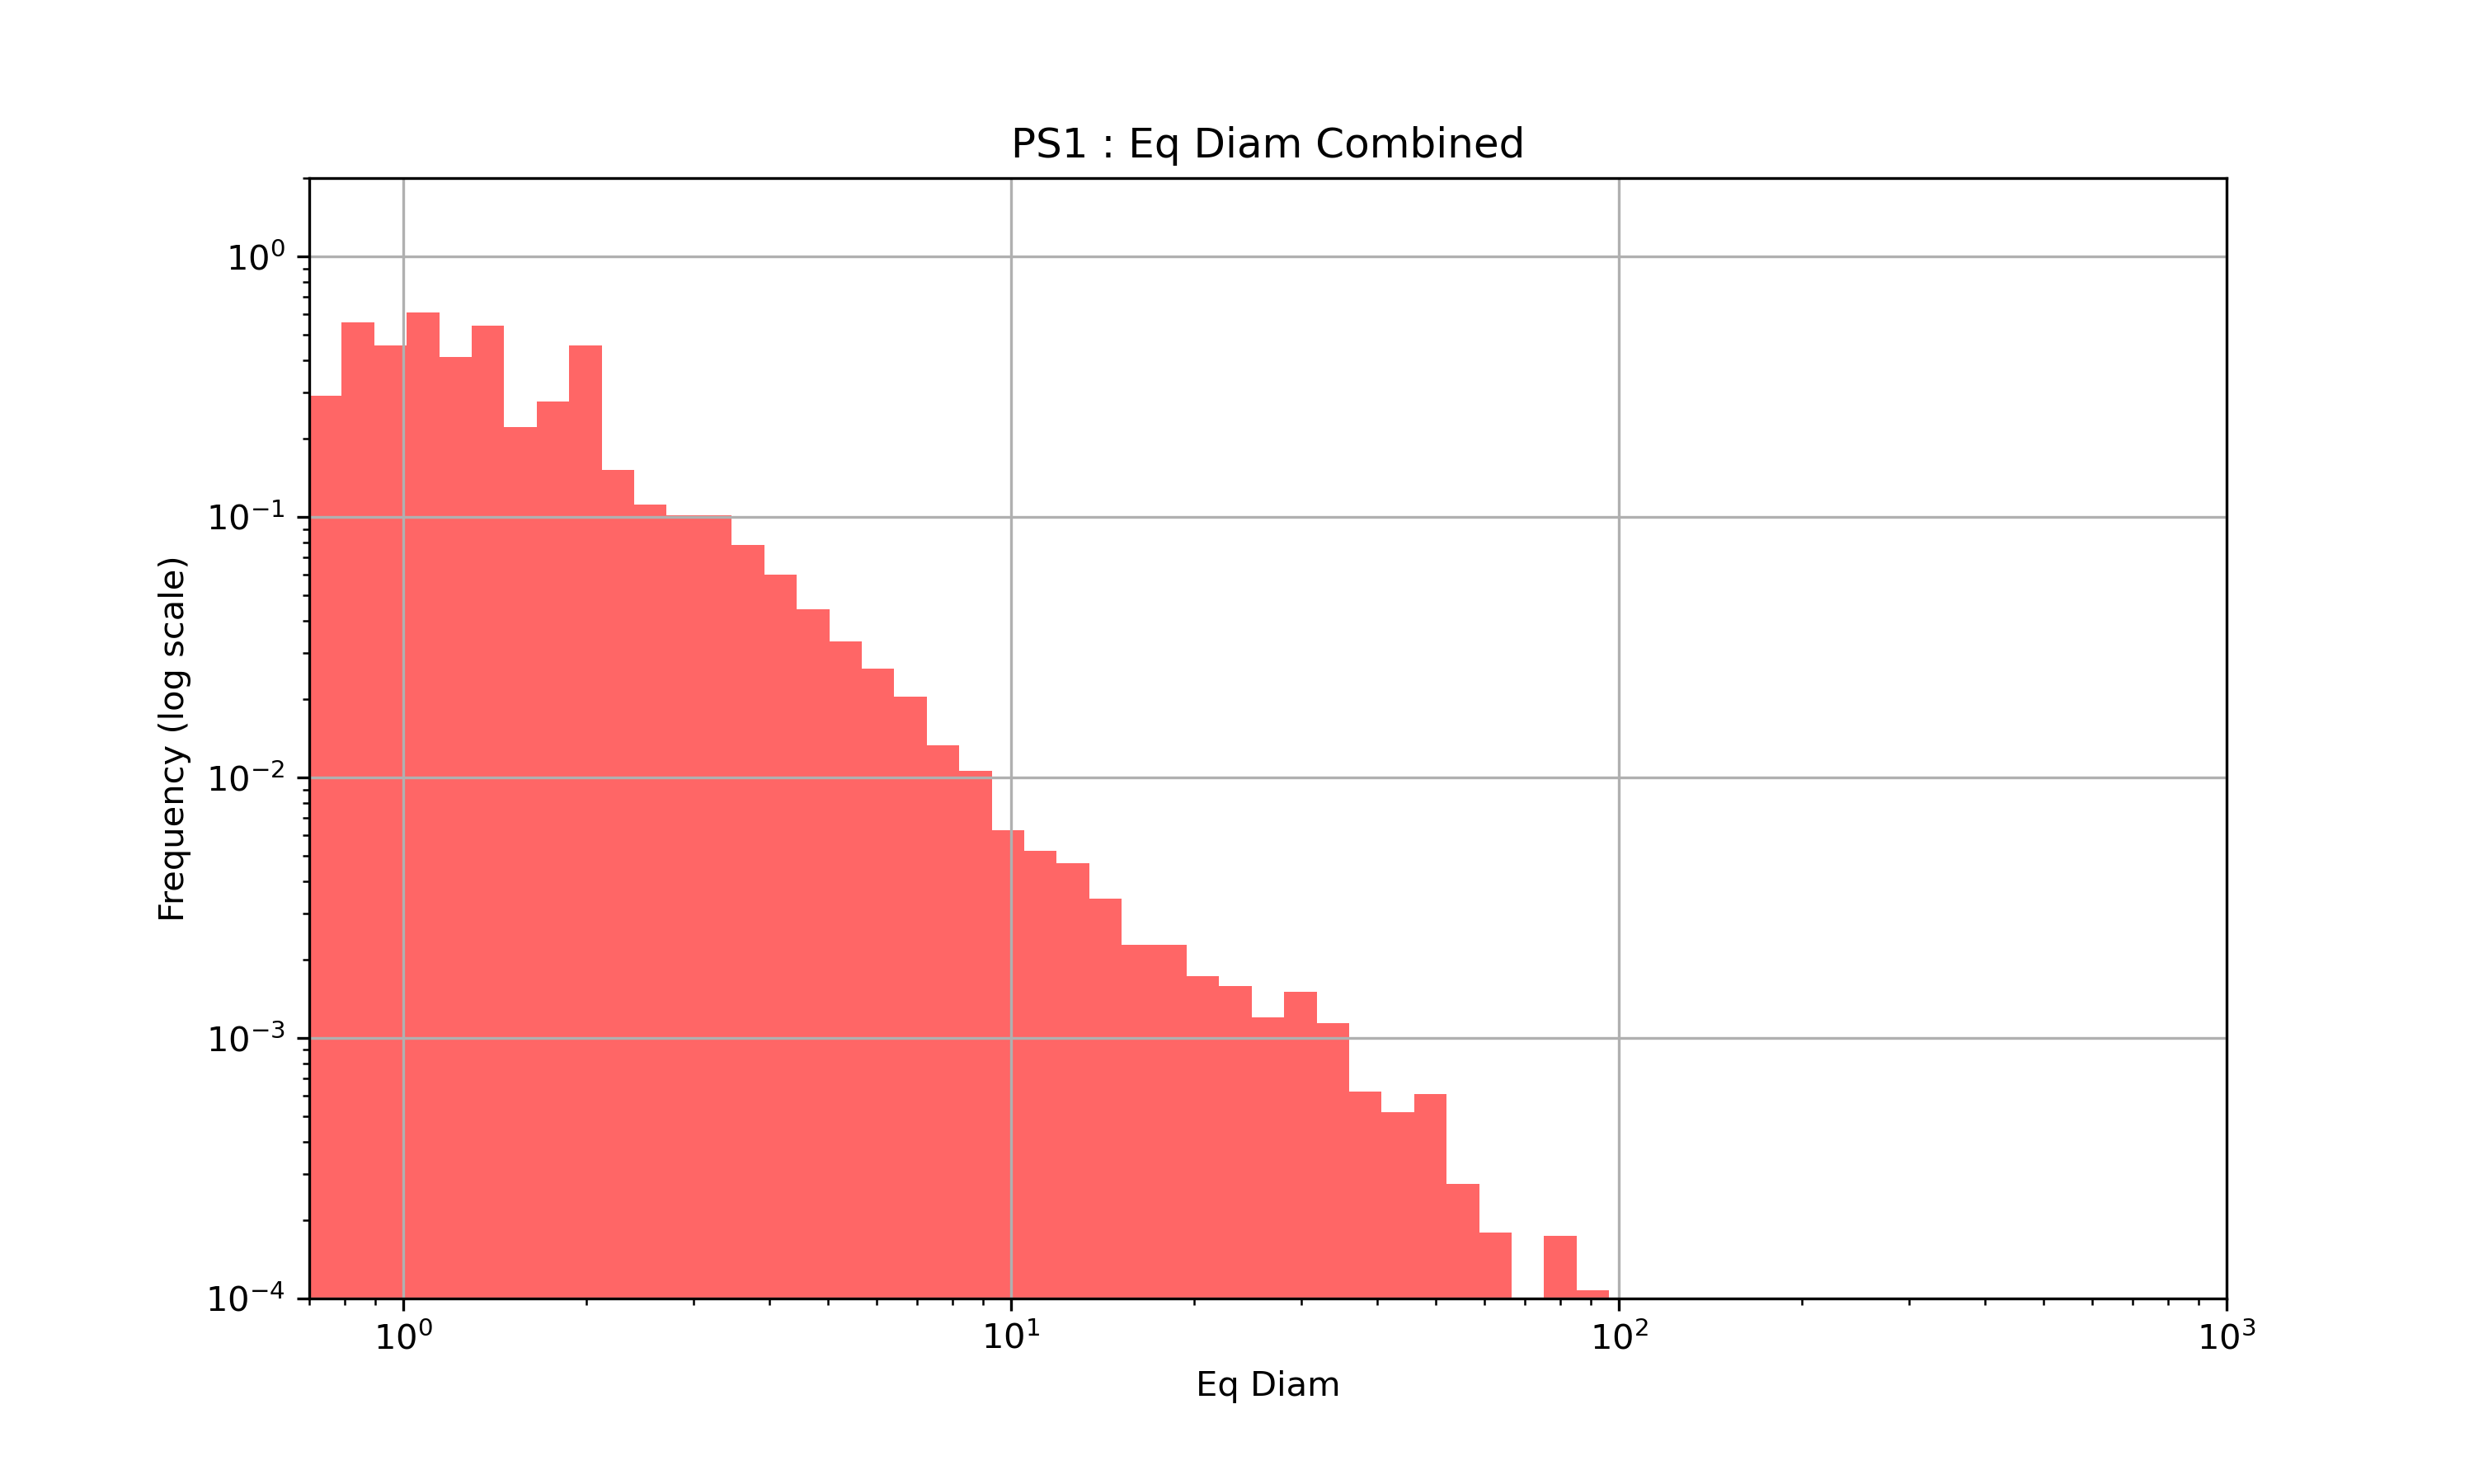 PS1 : Eq Diam Combined
Frequency (log scale)
10⁰
10⁻¹
10⁻²
10⁻³
10⁻⁴
10⁰ 10¹ 10² 10³
Eq Diam